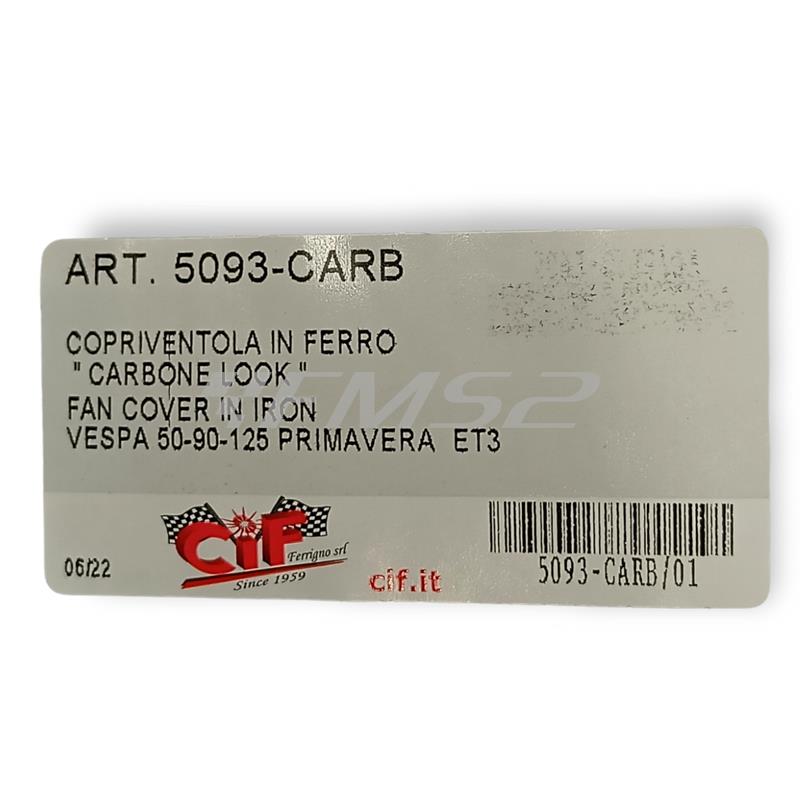 ART. 5093-CARB
COPRIVENTOLA IN FERRO
" CARBONE LOOK "
FAN COVER IN IRON
VESPA 50-90-125 PRIMAVERA ET3
06/22
CiF
Ferrigno srl
Since 1959
cif.it
5093-CARB/01